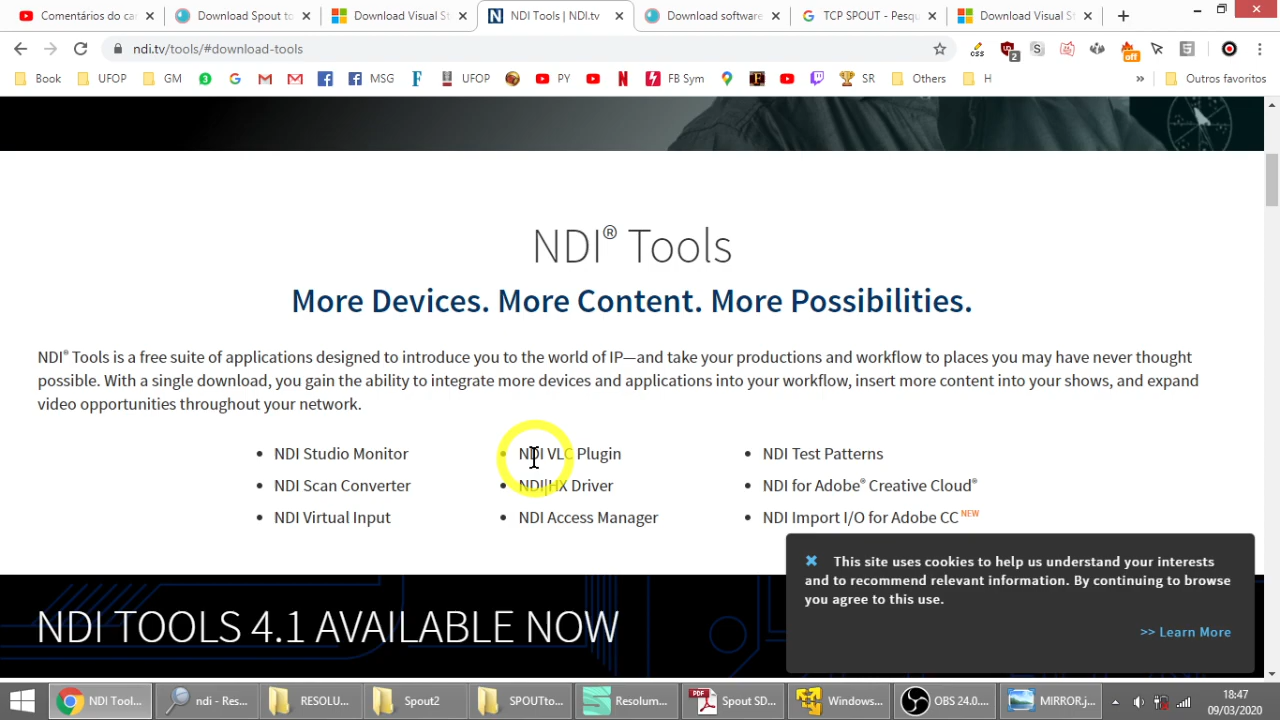 Comentários do ca
Download Spout to
Download Visual St
NDI Tools | NDI.tv
Download software
TCP SPOUT - Pesqu
Download Visual St
ndi.tv/tools/#download-tools
2
off
Book
UFOP
GM
3
MSG
UFOP
PY
FB Sym
SR
Others
H
»
Outros favoritos
NDI® Tools
More Devices. More Content. More Possibilities.
NDI® Tools is a free suite of applications designed to introduce you to the world of IP—and take your productions and workflow to places you may have never thought
possible. With a single download, you gain the ability to integrate more devices and applications into your workflow, insert more content into your shows, and expand
video opportunities throughout your network.
• NDI Studio Monitor
• NDI Scan Converter
• NDI Virtual Input
• NDI VLC Plugin
• NDI|HX Driver
• NDI Access Manager
• NDI Test Patterns
• NDI for Adobe® Creative Cloud®
• NDI Import I/O for Adobe CC NEW
This site uses cookies to help us understand your interests
and to recommend relevant information. By continuing to browse
you agree to this use.
>> Learn More
NDI TOOLS 4.1 AVAILABLE NOW
NDI Tool...
ndi - Res...
RESOLU...
Spout2
SPOUTto...
Resolum...
Spout SD...
Windows...
OBS 24.0....
MIRROR.j...
18:47
09/03/2020